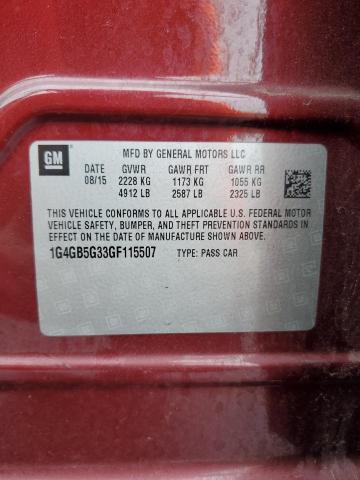 GM
MFD BY GENERAL MOTORS LLC
DATE GVWR GAWR FRT GAWR RR
08/15 2228 KG 1173 KG 1055 KG
4912 LB 2587 LB 2325 LB
THIS VEHICLE CONFORMS TO ALL APPLICABLE U.S. FEDERAL MOTOR
VEHICLE SAFETY, BUMPER, AND THEFT PREVENTION STANDARDS
IN EFFECT ON THE DATE OF MANUFACTURE SHOWN ABOVE.
1G4GB5G33GF115507 TYPE: PASS CAR